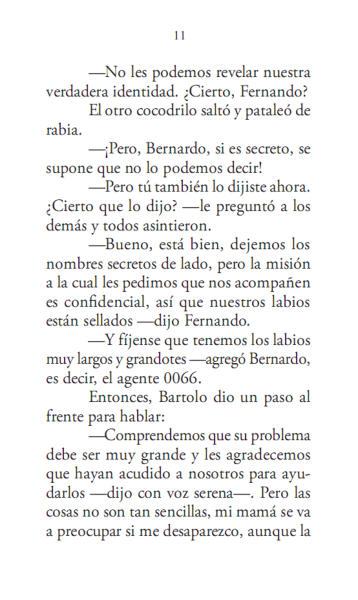 11
—No les podemos revelar nuestra
verdadera identidad. ¿Cierto, Fernando?
El otro cocodrilo saltó y pataleó de
rabia.
—¡Pero, Bernardo, si es secreto, se
supone que no lo podemos decir!
—Pero tú también lo dijiste ahora.
¿Cierto que lo dijo? —le preguntó a los
demás y todos asintieron.
—Bueno, está bien, dejemos los
nombres secretos de lado, pero la misión
a la cual les pedimos que nos acompañen
es confidencial, así que nuestros labios
están sellados —dijo Fernando.
—Y fíjense que tenemos los labios
muy largos y grandotes —agregó Bernardo,
es decir, el agente 0066.
Entonces, Bartolo dio un paso al
frente para hablar:
—Comprendemos que su problema
debe ser muy grande y les agradecemos
que hayan acudido a nosotros para ayu-
darlos —dijo con voz serena—. Pero las
cosas no son tan sencillas, mi mamá se va
a preocupar si me desaparezco, aunque la